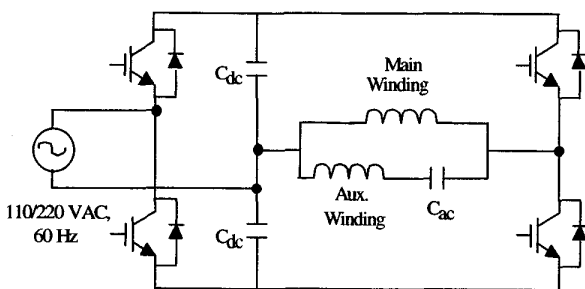 C_dc
Main
Winding
Aux.
Winding
C_ac
110/220 VAC,
60 Hz
C_dc